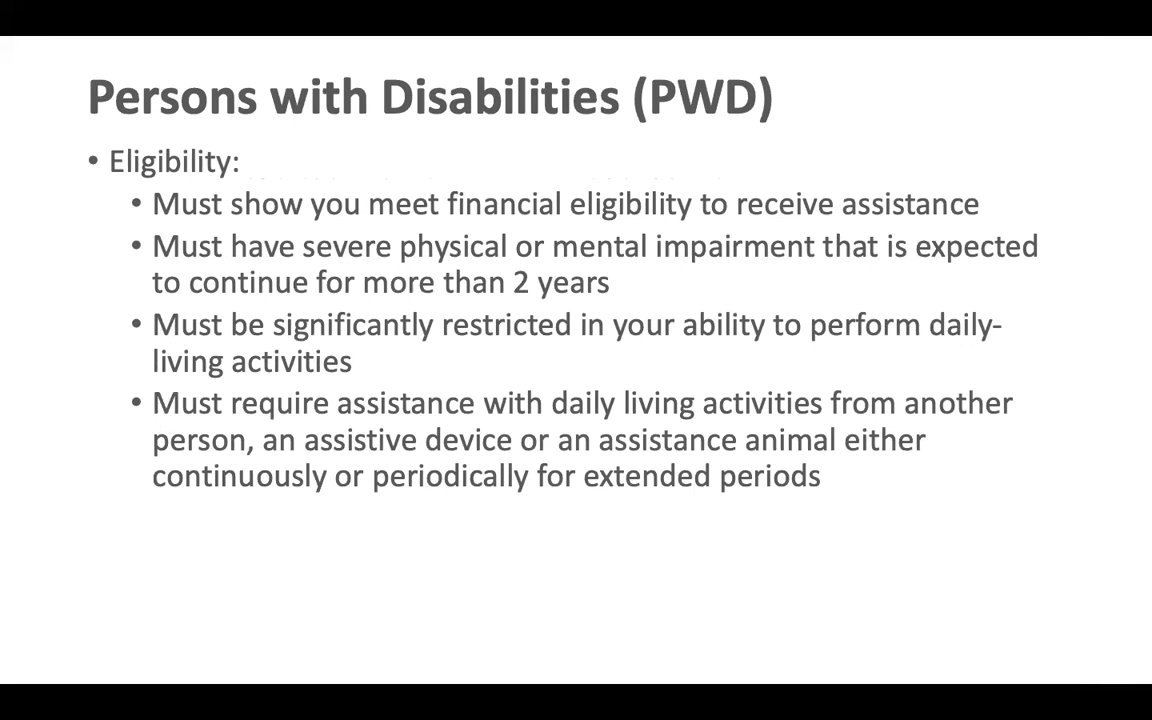 Persons with Disabilities (PWD)
• Eligibility:
• Must show you meet financial eligibility to receive assistance
• Must have severe physical or mental impairment that is expected
to continue for more than 2 years
• Must be significantly restricted in your ability to perform daily-
living activities
• Must require assistance with daily living activities from another
person, an assistive device or an assistance animal either
continuously or periodically for extended periods